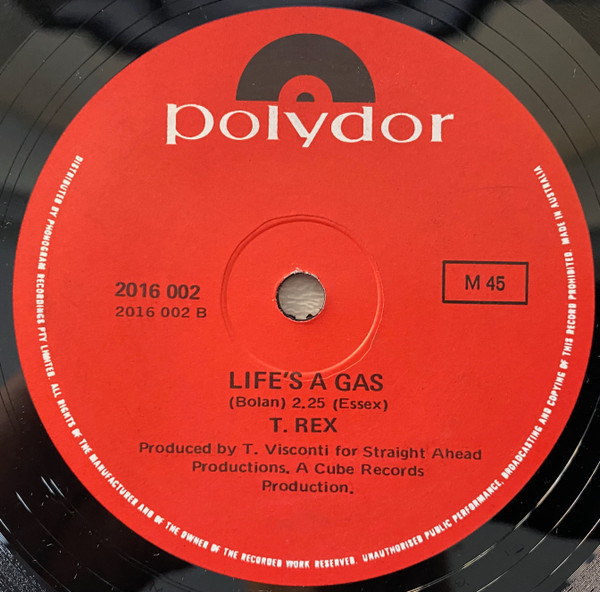 polydor
2016 002
2016 002 B
M 45
LIFE'S A GAS
(Bolan) 2.25 (Essex)
T. REX
Produced by T. Visconti for Straight Ahead
Productions. A Cube Records
Production.
DISTRIBUTED BY PHONOGRAM RECORDINGS PTY LIMITED. ALL RIGHTS OF THE MANUFACTURER AND OF THE OWNER OF THE RECORDED WORK RESERVED. UNAUTHORISED PUBLIC PERFORMANCE, BROADCASTING AND COPYING OF THIS RECORD PROHIBITED. MADE IN AUSTRALIA